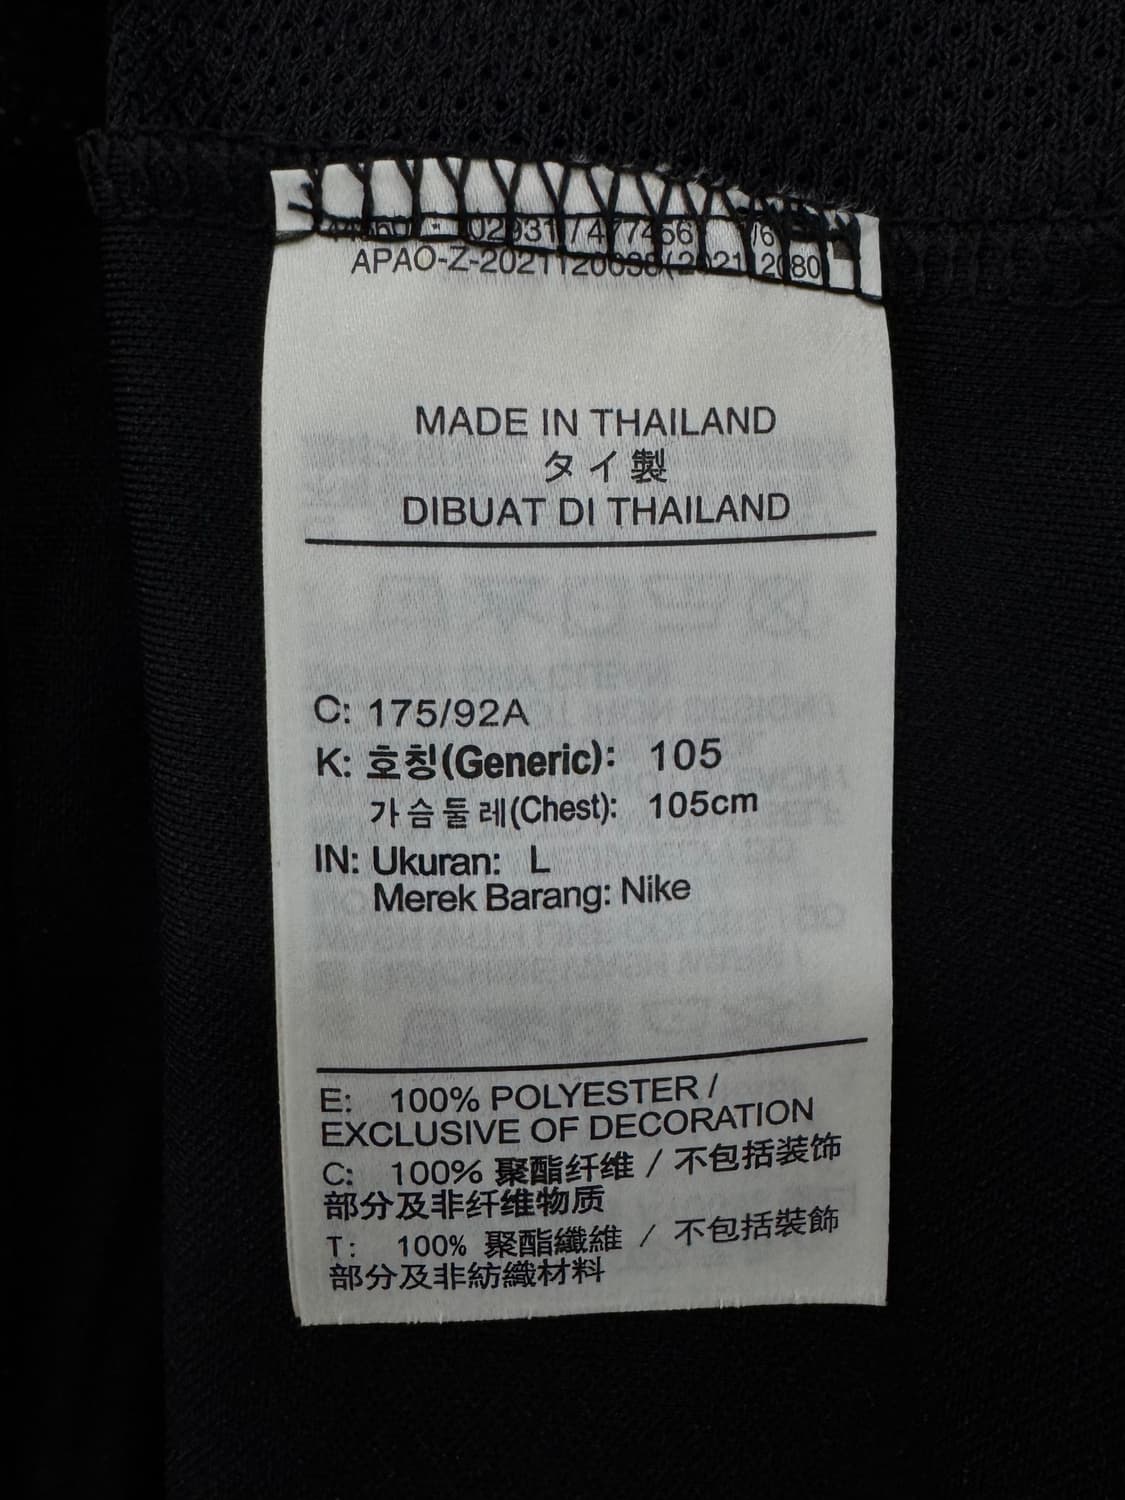 MADE IN THAILAND
タイ製
DIBUAT DI THAILAND
C: 175/92A
K: 호칭(Generic): 105
가슴둘레(Chest): 105cm
IN: Ukuran: L
Merek Barang: Nike
E: 100% POLYESTER /
EXCLUSIVE OF DECORATION
C: 100% 聚酯纤维 / 不包括装饰
部分及非纤维物质
T: 100% 聚酯纖維 / 不包括裝飾
部分及非紡織材料